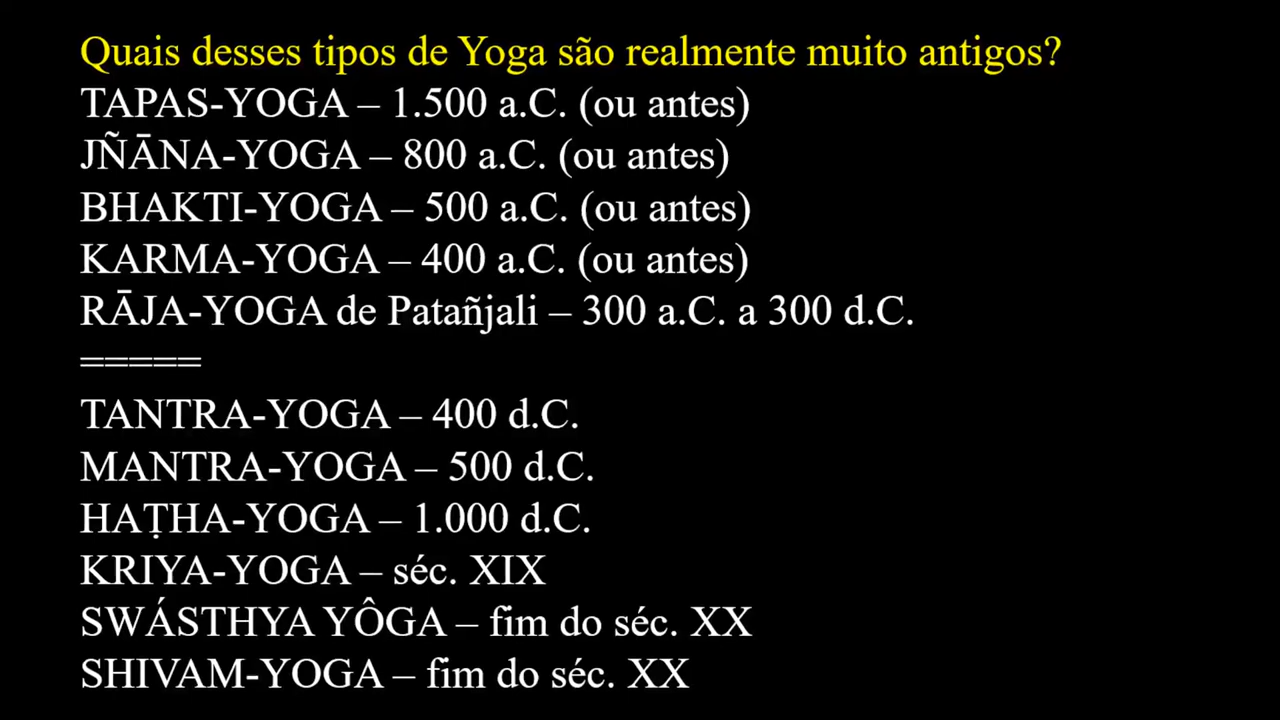 Quais desses tipos de Yoga são realmente muito antigos?
TAPAS-YOGA – 1.500 a.C. (ou antes)
JÑĀNA-YOGA – 800 a.C. (ou antes)
BHAKTI-YOGA – 500 a.C. (ou antes)
KARMA-YOGA – 400 a.C. (ou antes)
RĀJA-YOGA de Patañjali – 300 a.C. a 300 d.C.
=====
TANTRA-YOGA – 400 d.C.
MANTRA-YOGA – 500 d.C.
HAṬHA-YOGA – 1.000 d.C.
KRIYA-YOGA – séc. XIX
SWÁSTHYA YÔGA – fim do séc. XX
SHIVAM-YOGA – fim do séc. XX